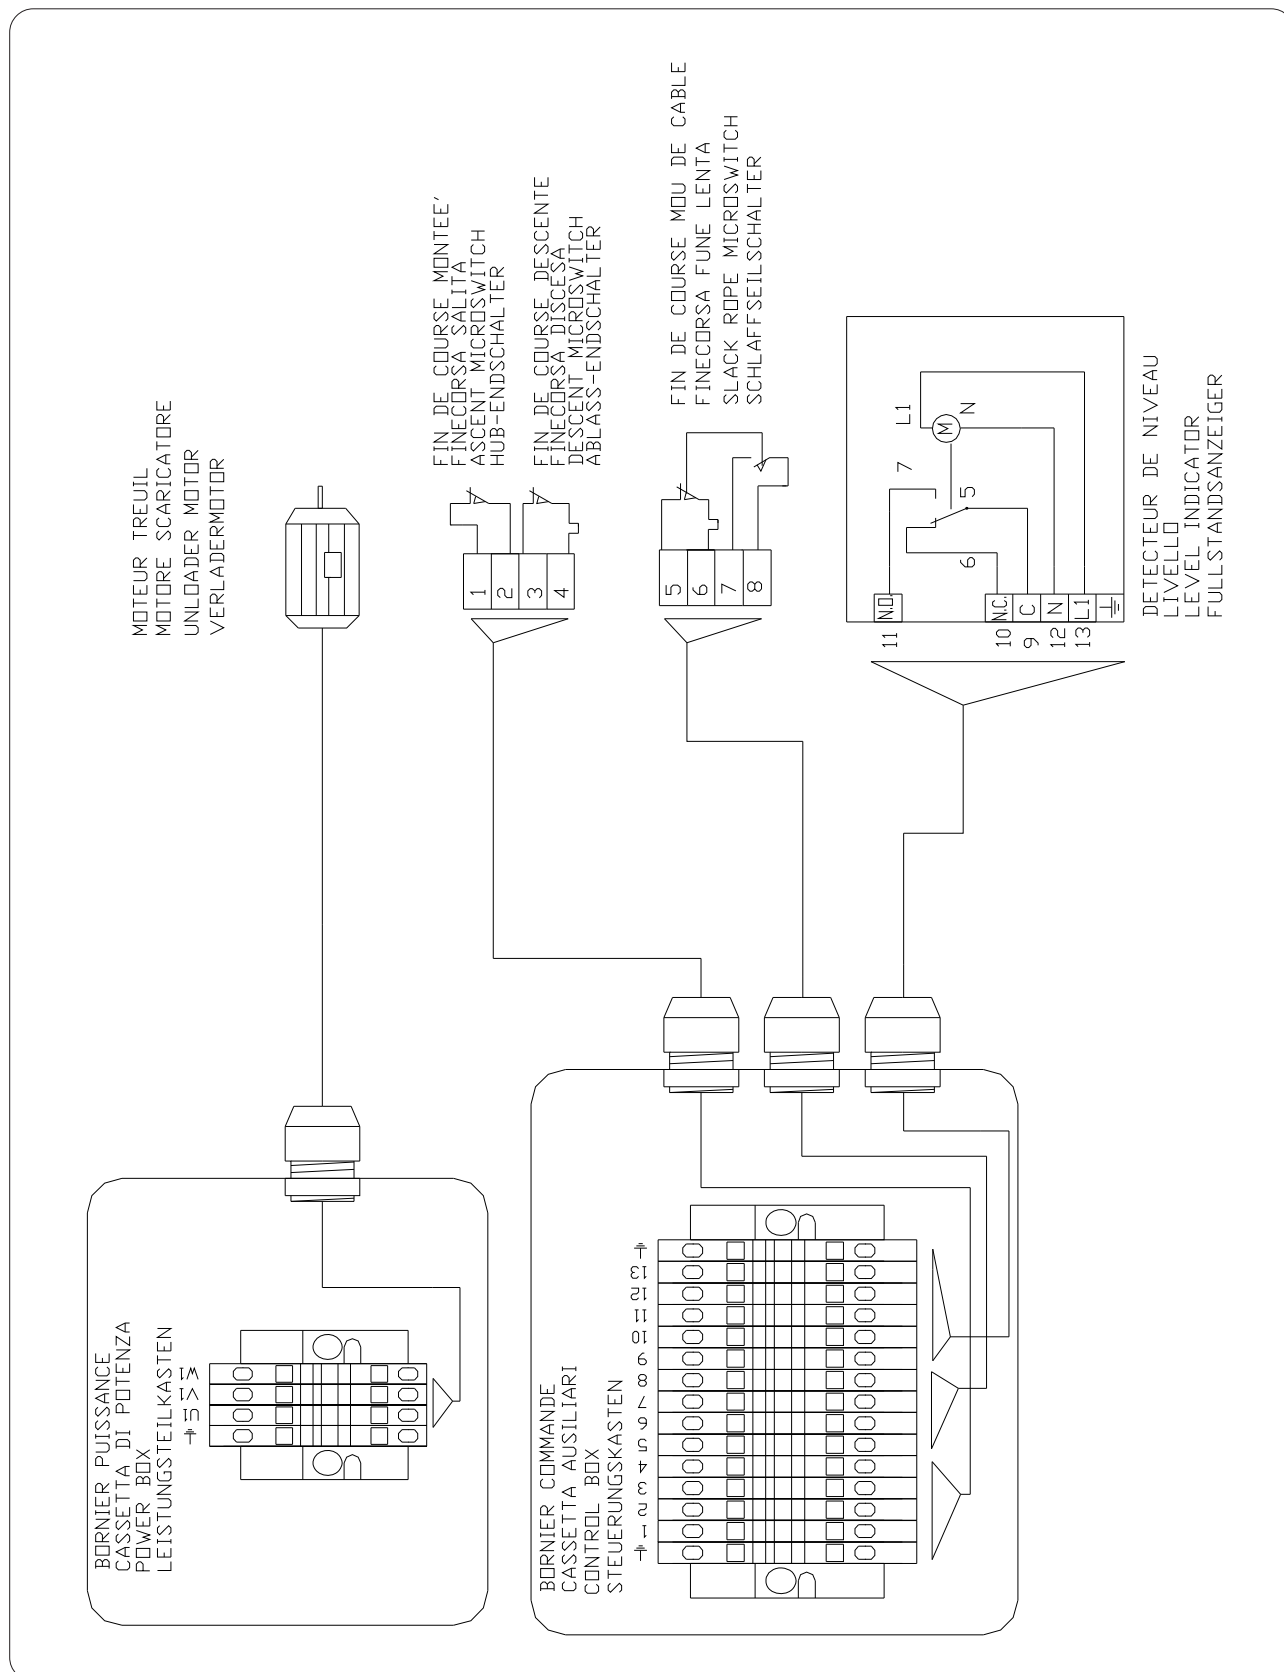 MOTEUR TREUIL
MOTORE SCARICATORE
UNLOADER MOTOR
VERLADERMOTOR
FIN DE COURSE MONTEE'
FINECORSA SALITA
ASCENT MICROSWITCH
HUB-ENDSCHALTER
FIN DE COURSE DESCENTE
FINECORSA DISCESA
DESCENT MICROSWITCH
ABLASS-ENDSCHALTER
1
2
3
4
FIN DE COURSE MOU DE CABLE
FINECORSA FUNE LENTA
SLACK ROPE MICROSWITCH
SCHLAFFSEILSCHALTER
5
6
7
8
L1
M
N
7
5
6
N.O.
N.C.
C
N
L1
11
10
9
12
13
DETECTEUR DE NIVEAU
LIVELLO
LEVEL INDICATOR
FULLSTANDSANZEIGER
BORNIER PUISSANCE
CASSETTA DI POTENZA
POWER BOX
LEISTUNGSTEILKASTEN
W1
V1
U1
BORNIER COMMANDE
CASSETTA AUSILIARI
CONTROL BOX
STEUERUNGSKASTEN
13
12
11
10
9
8
7
6
5
4
3
2
1